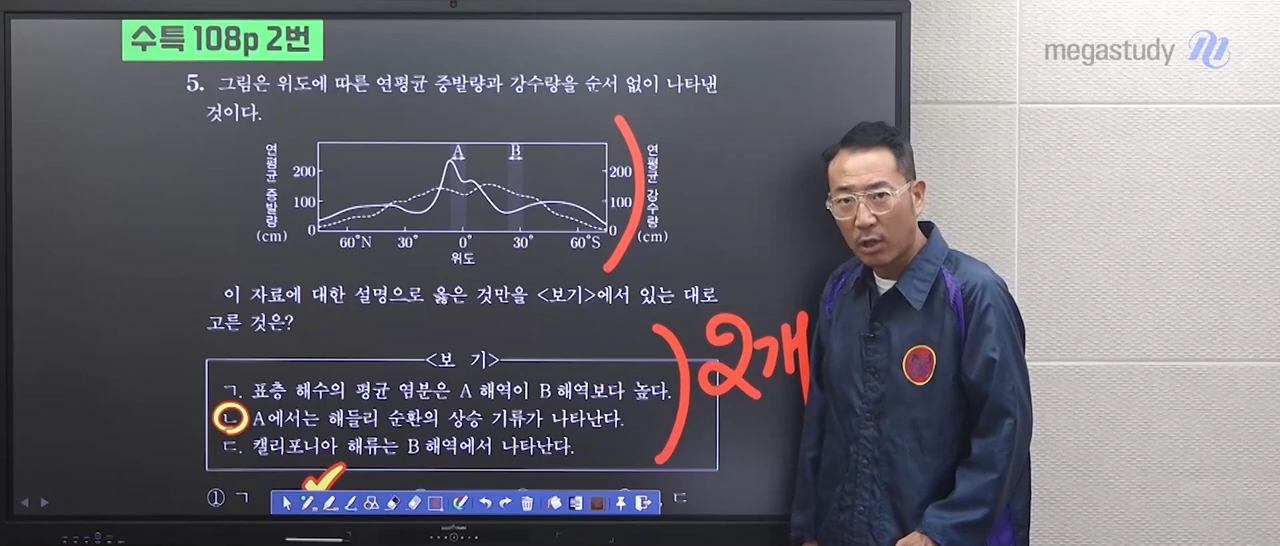 수특 108p 2번
megastudy
5. 그림은 위도에 따른 연평균 증발량과 강수량을 순서 없이 나타낸
것이다.
연평균 증발량 (cm)
200
100
0
A
B
200
100
0
연평균 강수량 (cm)
60°N 30° 0° 30° 60°S
위도
이 자료에 대한 설명으로 옳은 것만을 <보기>에서 있는 대로
고른 것은?
<보 기>
ㄱ. 표층 해수의 평균 염분은 A 해역이 B 해역보다 높다.
ㄴ A에서는 해들리 순환의 상승 기류가 나타난다.
ㄷ. 캘리포니아 해류는 B 해역에서 나타난다.
2개
① ㄱ
, ㄷ